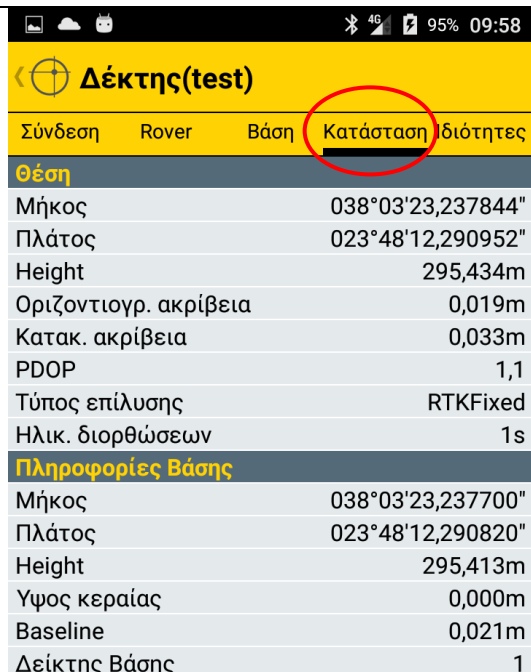 4G 95% 09:58
Δέκτης(test)
Σύνδεση Rover Βάση Κατάσταση Ιδιότητες
Θέση
Μήκος 038°03'23,237844"
Πλάτος 023°48'12,290952"
Height 295,434m
Οριζοντιογρ. ακρίβεια 0,019m
Κατακ. ακρίβεια 0,033m
PDOP 1,1
Τύπος επίλυσης RTKFixed
Ηλικ. διορθώσεων 1s
Πληροφορίες Βάσης
Μήκος 038°03'23,237700"
Πλάτος 023°48'12,290820"
Height 295,413m
Υψος κεραίας 0,000m
Baseline 0,021m
Δείκτης Βάσης 1